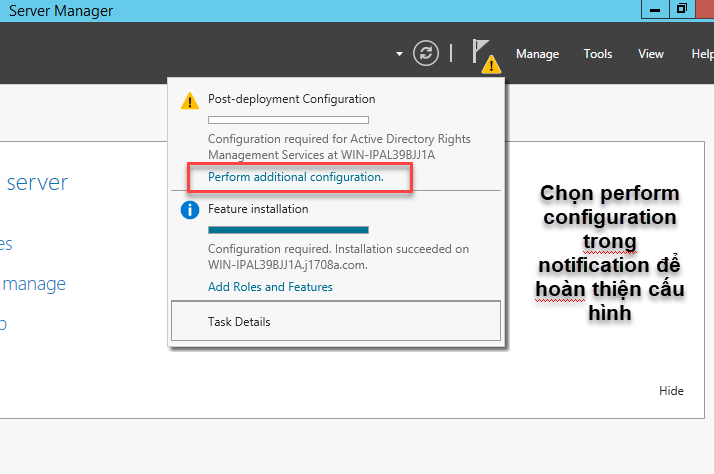 Server Manager
Manage Tools View Help
Post-deployment Configuration
Configuration required for Active Directory Rights
Management Services at WIN-IPAL39BJJ1A
Perform additional configuration.
Feature installation
Configuration required. Installation succeeded on
WIN-IPAL39BJJ1A.j1708a.com.
Add Roles and Features
Task Details
server
es
manage
Chọn perform
configuration
trong
notification để
hoàn thiện cấu
hình
Hide